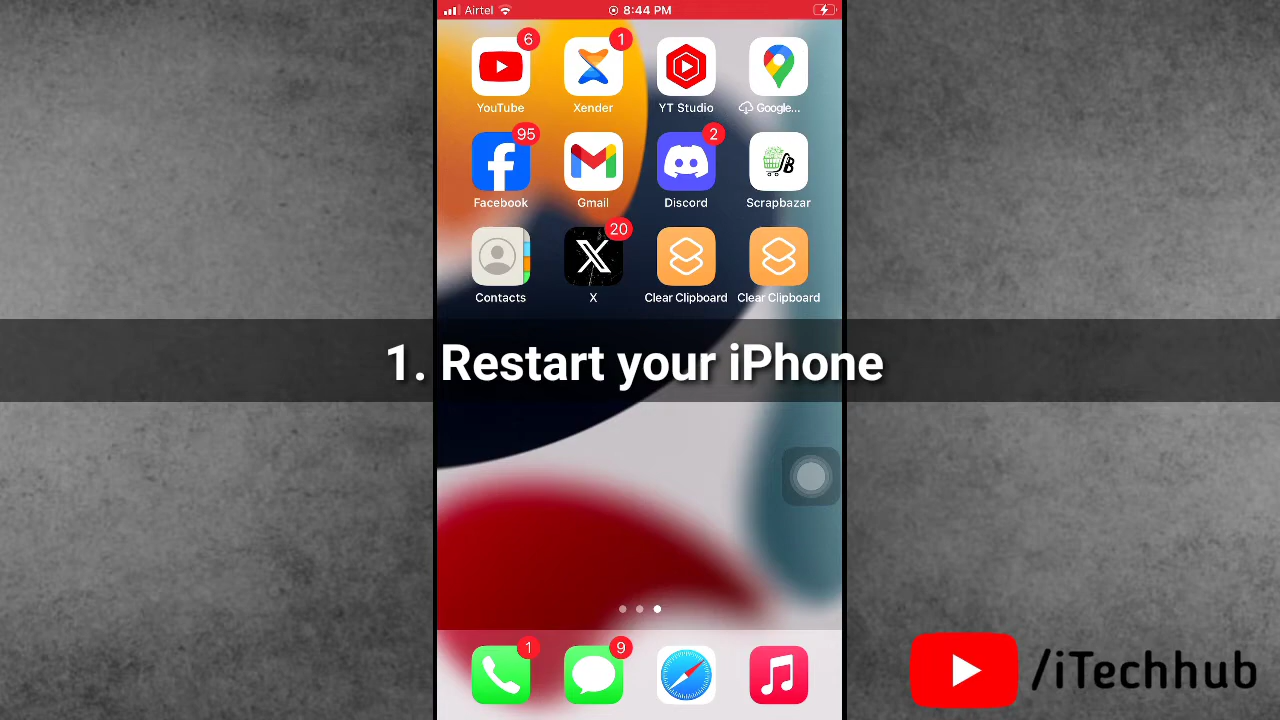 Airtel 8:44 PM
6 1
YouTube Xender YT Studio Google...
95 2
Facebook Gmail Discord Scrapbazar
20
Contacts X Clear Clipboard Clear Clipboard
1. Restart your iPhone
1 9
/iTechhub